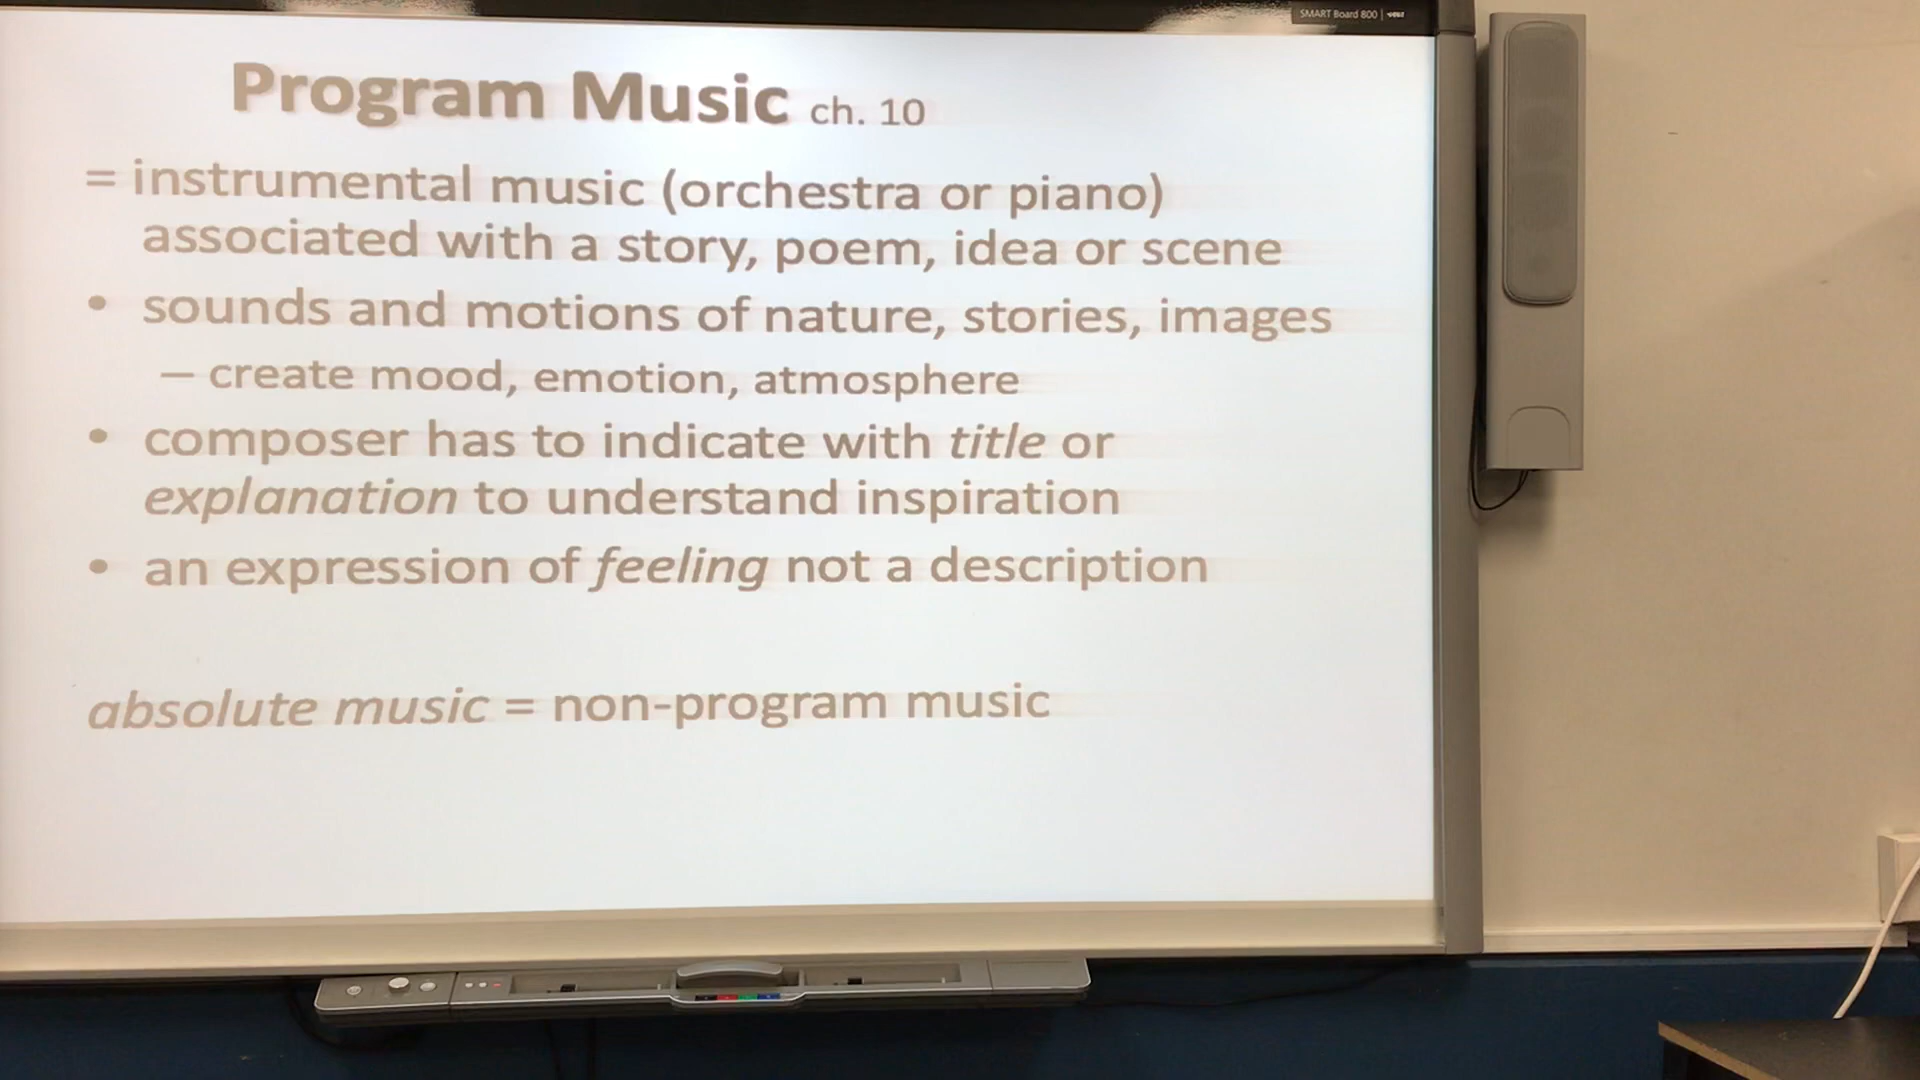 SMART Board 800
Program Music ch. 10
= instrumental music (orchestra or piano)
associated with a story, poem, idea or scene
• sounds and motions of nature, stories, images
– create mood, emotion, atmosphere
• composer has to indicate with title or
explanation to understand inspiration
• an expression of feeling not a description
absolute music = non-program music